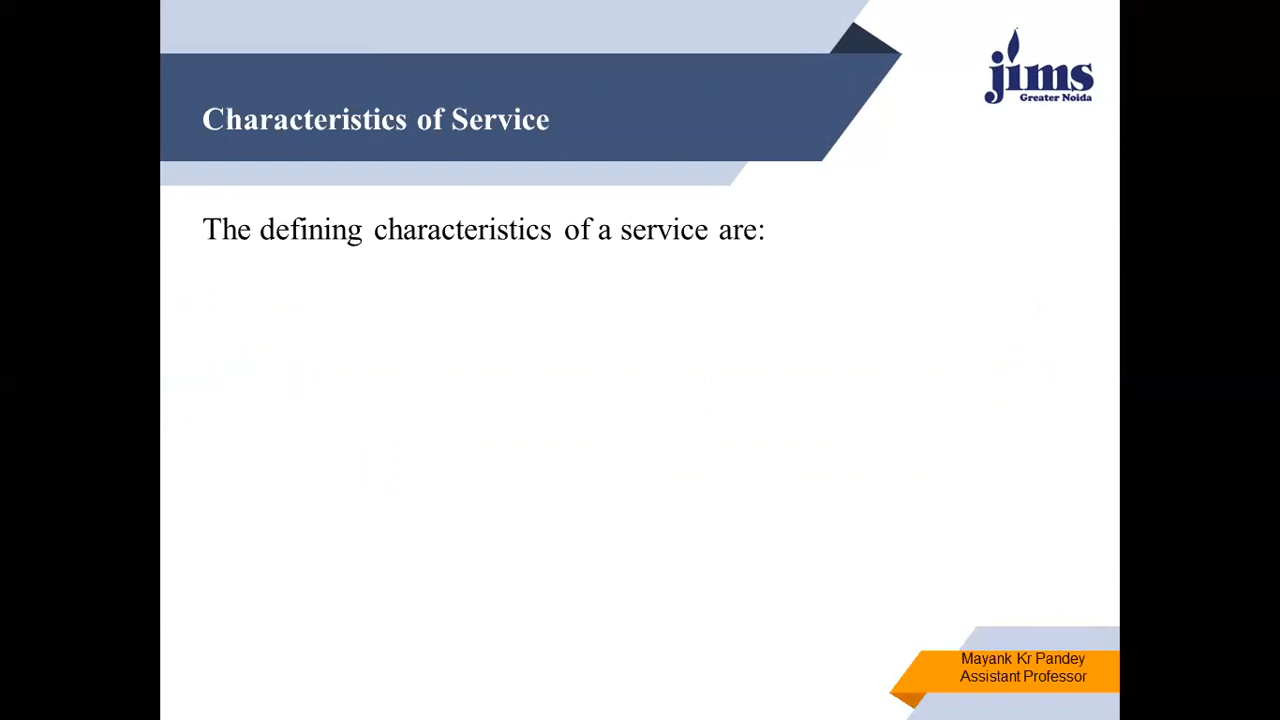 jims
Greater Noida
Characteristics of Service
The defining characteristics of a service are:
Mayank Kr Pandey
Assistant Professor